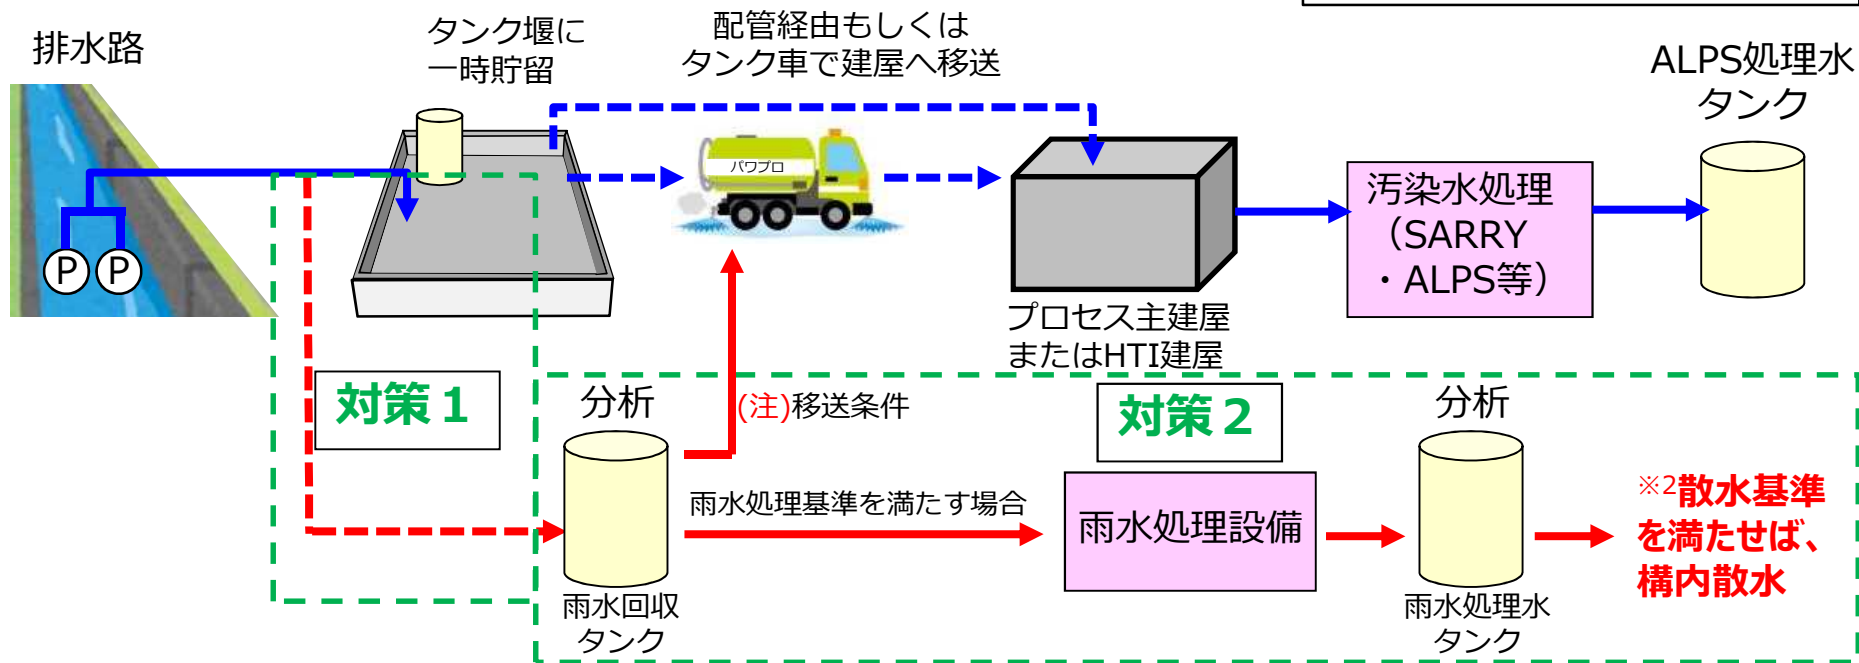 排水路
タンク堰に
一時貯留
配管経由もしくは
タンク車で建屋へ移送
ALPS処理水
タンク
パワプロ
P
P
汚染水処理
（SARRY
・ALPS等）
プロセス主建屋
またはHTI建屋
対策１
分析
(注)移送条件
対策２
分析
雨水処理基準を満たす場合
雨水処理設備
※2散水基準
を満たせば、
構内散水
雨水回収
タンク
雨水処理水
タンク